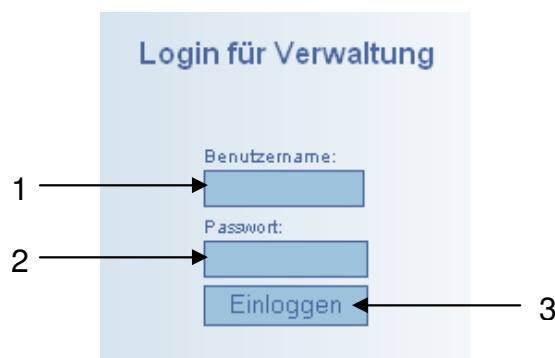 Login für Verwaltung
Benutzername:
1
Passwort:
2
Einloggen
3